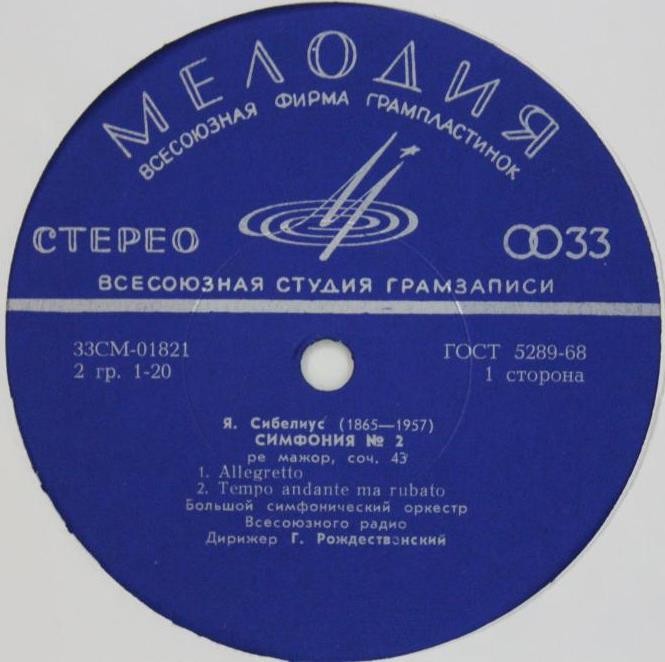 МЕЛОДИЯ
ВСЕСОЮЗНАЯ ФИРМА ГРАМПЛАСТИНОК
СТЕРЕО
33
ВСЕСОЮЗНАЯ СТУДИЯ ГРАМЗАПИСИ
33СМ-01821
ГОСТ 5289-68
2 гр. 1-20
1 сторона
Я. Сибелиус (1865—1957)
СИМФОНИЯ № 2
ре мажор, соч. 43
1. Allegretto
2. Tempo andante ma rubato
Большой симфонический оркестр
Всесоюзного радио
Дирижер Г. Рождественский